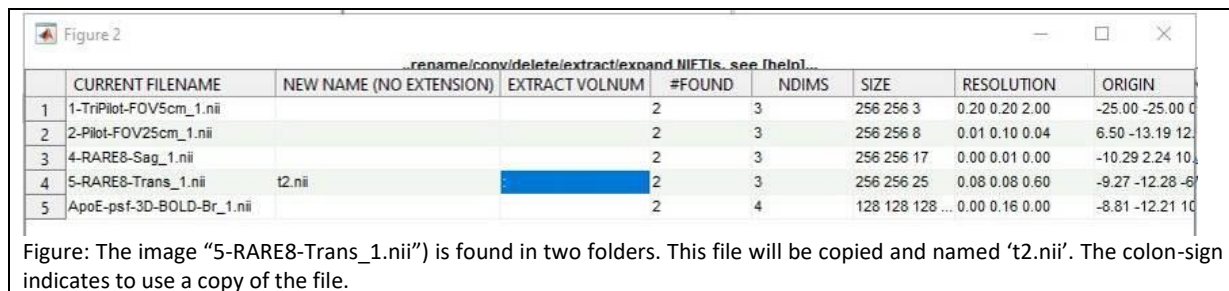 Figure 2
..rename/copy/delete/extract/expand NIFTIs, see [help]...
CURRENT FILENAME NEW NAME (NO EXTENSION) EXTRACT VOLNUM #FOUND NDIMS SIZE RESOLUTION ORIGIN
1 1-TriPilot-FOV5cm_1.nii 2 3 256 256 3 0.20 0.20 2.00 -25.00 -25.00 0
2 2-Pilot-FOV25cm_1.nii 2 3 256 256 8 0.01 0.10 0.04 6.50 -13.19 12.
3 4-RARE8-Sag_1.nii 2 3 256 256 17 0.00 0.01 0.00 -10.29 2.24 10.
4 5-RARE8-Trans_1.nii t2.nii : 2 3 256 256 25 0.08 0.08 0.60 -9.27 -12.28 -6
5 ApoE-psf-3D-BOLD-Br_1.nii 2 4 128 128 128 ... 0.00 0.16 0.00 -8.81 -12.21 10
Figure: The image “5-RARE8-Trans_1.nii”) is found in two folders. This file will be copied and named ‘t2.nii’. The colon-sign
indicates to use a copy of the file.